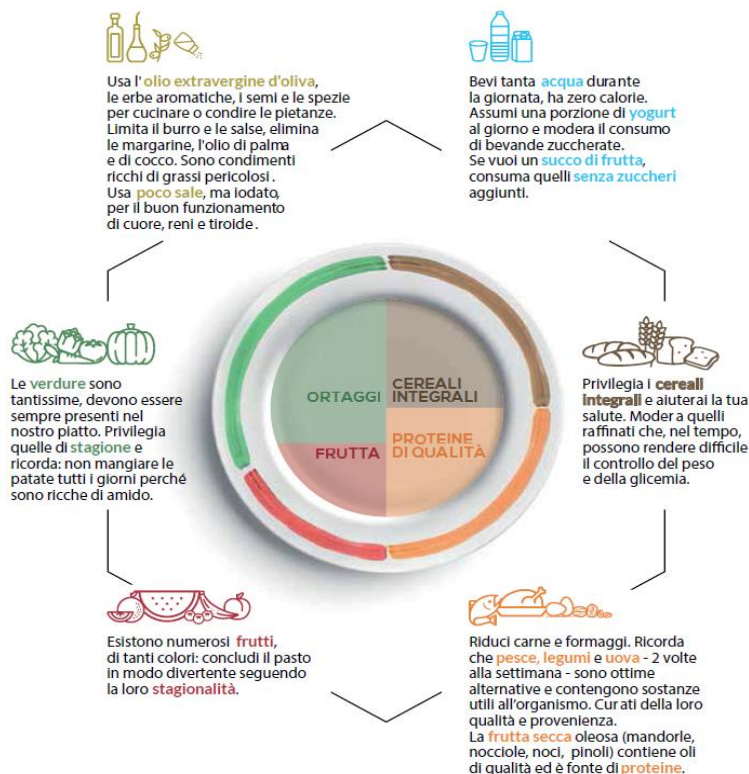 Usa l'olio extravergine d'oliva,
le erbe aromatiche, i semi e le spezie
per cucinare o condire le pietanze.
Limita il burro e le salse, elimina
le margarine, l'olio di palma
e di cocco. Sono condimenti
ricchi di grassi pericolosi.
Usa poco sale, ma iodato,
per il buon funzionamento
di cuore, reni e tiroide.
Bevi tanta acqua durante
la giornata, ha zero calorie.
Assumi una porzione di yogurt
al giorno e modera il consumo
di bevande zuccherate.
Se vuoi un succo di frutta,
consuma quelli senza zuccheri
aggiunti.
Le verdure sono
tantissime, devono essere
sempre presenti nel
nostro piatto. Privilegia
quelle di stagione e
ricorda: non mangiare le
patate tutti i giorni perché
sono ricche di amido.
ORTAGGI
CEREALI
INTEGRALI
FRUTTA
PROTEINE
DI QUALITÀ
Privilegia i cereali
integrali e aiuterai la tua
salute. Modera quelli
raffinati che, nel tempo,
possono rendere difficile
il controllo del peso
e della glicemia.
Esistono numerosi frutti,
di tanti colori: concludi il pasto
in modo divertente seguendo
la loro stagionalità.
Riduci carne e formaggi. Ricorda
che pesce, legumi e uova - 2 volte
alla settimana - sono ottime
alternative e contengono sostanze
utili all'organismo. Curati della loro
qualità e provenienza.
La frutta secca oleosa (mandorle,
nocciole, noci, pinoli) contiene oli
di qualità ed è fonte di proteine.